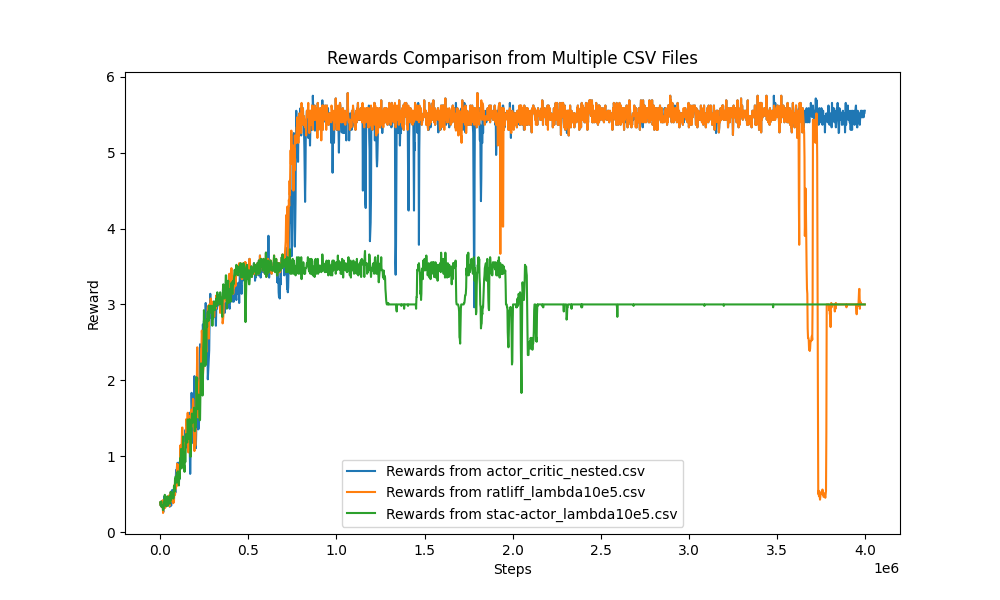 Rewards Comparison from Multiple CSV Files
6
5
4
3
2
1
0
Reward
Rewards from actor_critic_nested.csv
Rewards from ratliff_lambda10e5.csv
Rewards from stac-actor_lambda10e5.csv
0.0 0.5 1.0 1.5 2.0 2.5 3.0 3.5 4.0
Steps
1e6